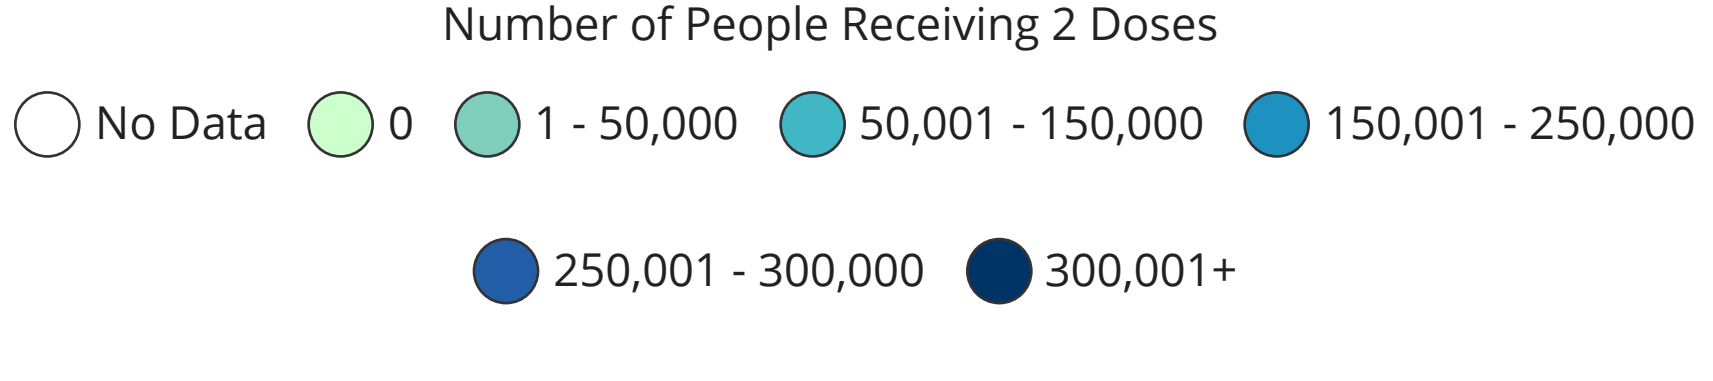 Number of People Receiving 2 Doses
No Data 0 1 - 50,000 50,001 - 150,000 150,001 - 250,000
250,001 - 300,000 300,001+